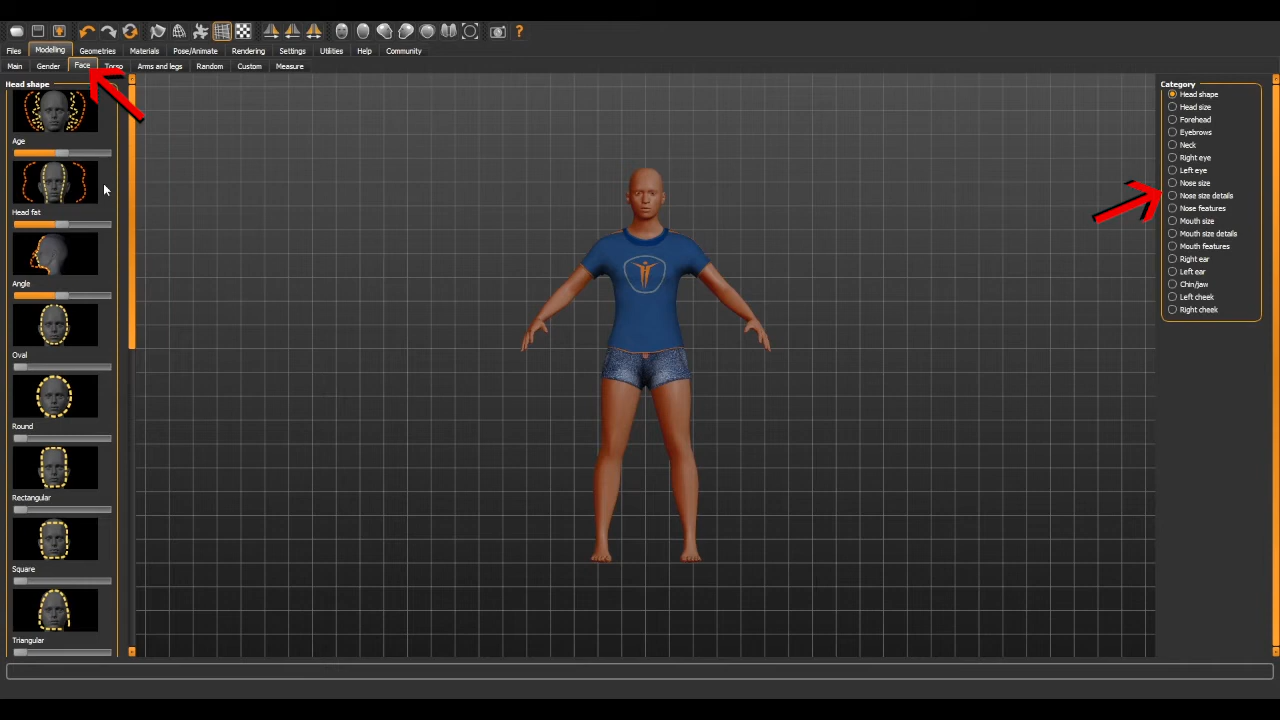 Files Modelling Geometries Materials Pose/Animate Rendering Settings Utilities Help Community
Main Gender Face Torso Arms and legs Random Custom Measure
Head shape
Age
Head fat
Angle
Oval
Round
Rectangular
Square
Triangular
Category
Head shape
Head size
Forehead
Eyebrows
Neck
Right eye
Left eye
Nose size
Nose size details
Nose features
Mouth size
Mouth size details
Mouth features
Right ear
Left ear
Chin/jaw
Left cheek
Right cheek